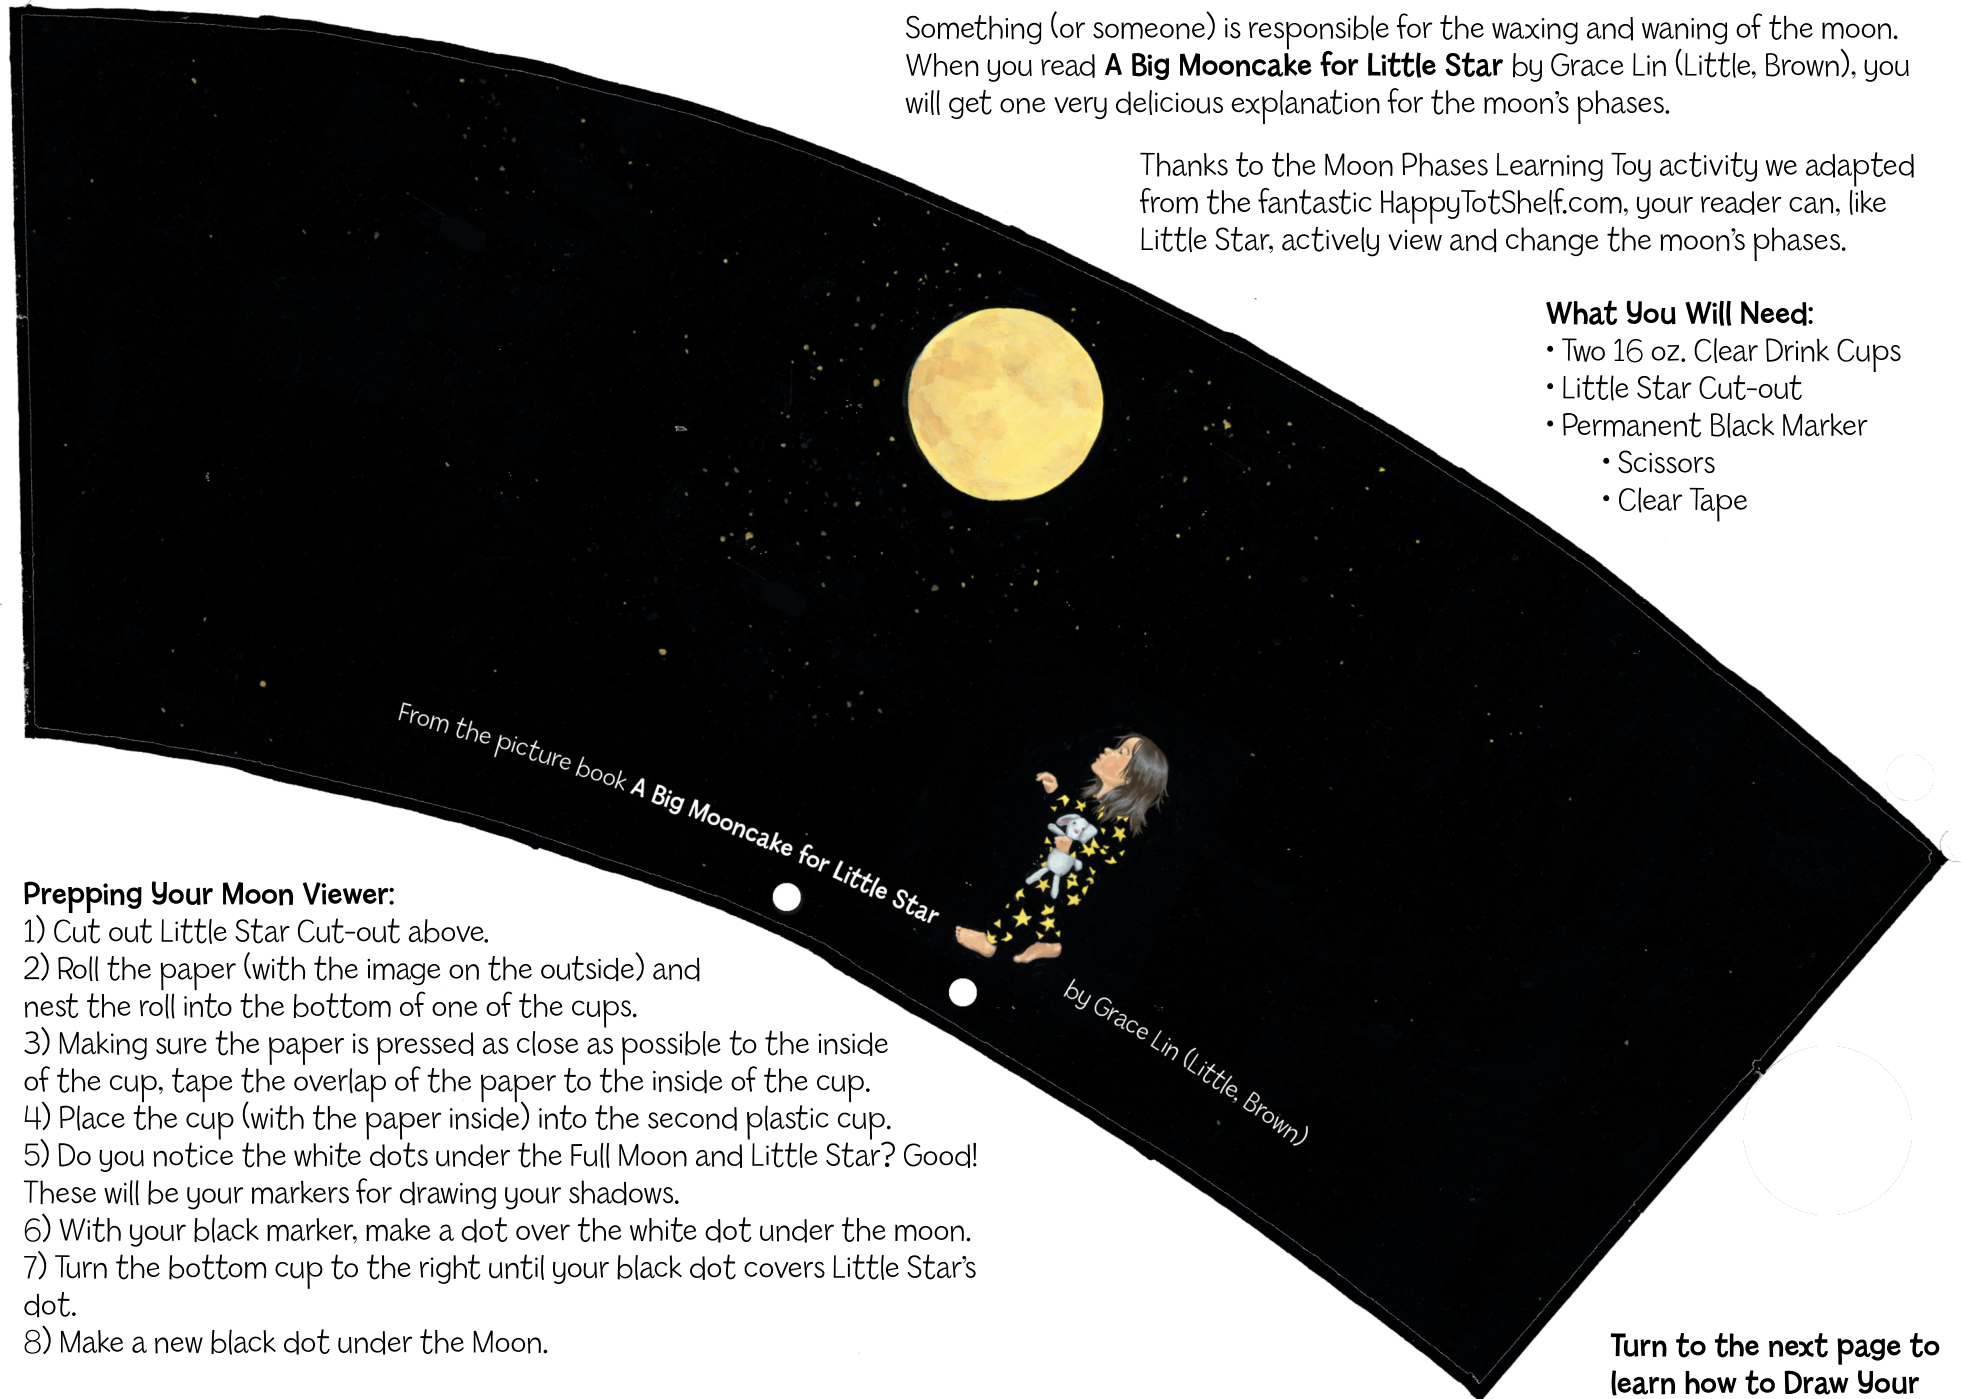 Something (or someone) is responsible for the waxing and waning of the moon.
When you read A Big Mooncake for Little Star by Grace Lin (Little, Brown), you
will get one very delicious explanation for the moon's phases.
Thanks to the Moon Phases Learning Toy activity we adapted
from the fantastic HappyTotShelf.com, your reader can, like
Little Star, actively view and change the moon's phases.
What You Will Need:
• Two 16 oz. Clear Drink Cups
• Little Star Cut-out
• Permanent Black Marker
• Scissors
• Clear Tape
From the picture book A Big Mooncake for Little Star
by Grace Lin (Little, Brown)
Prepping Your Moon Viewer:
1) Cut out Little Star Cut-out above.
2) Roll the paper (with the image on the outside) and
nest the roll into the bottom of one of the cups.
3) Making sure the paper is pressed as close as possible to the inside
of the cup, tape the overlap of the paper to the inside of the cup.
4) Place the cup (with the paper inside) into the second plastic cup.
5) Do you notice the white dots under the Full Moon and Little Star? Good!
These will be your markers for drawing your shadows.
6) With your black marker, make a dot over the white dot under the moon.
7) Turn the bottom cup to the right until your black dot covers Little Star's
dot.
8) Make a new black dot under the Moon.
Turn to the next page to
learn how to Draw Your